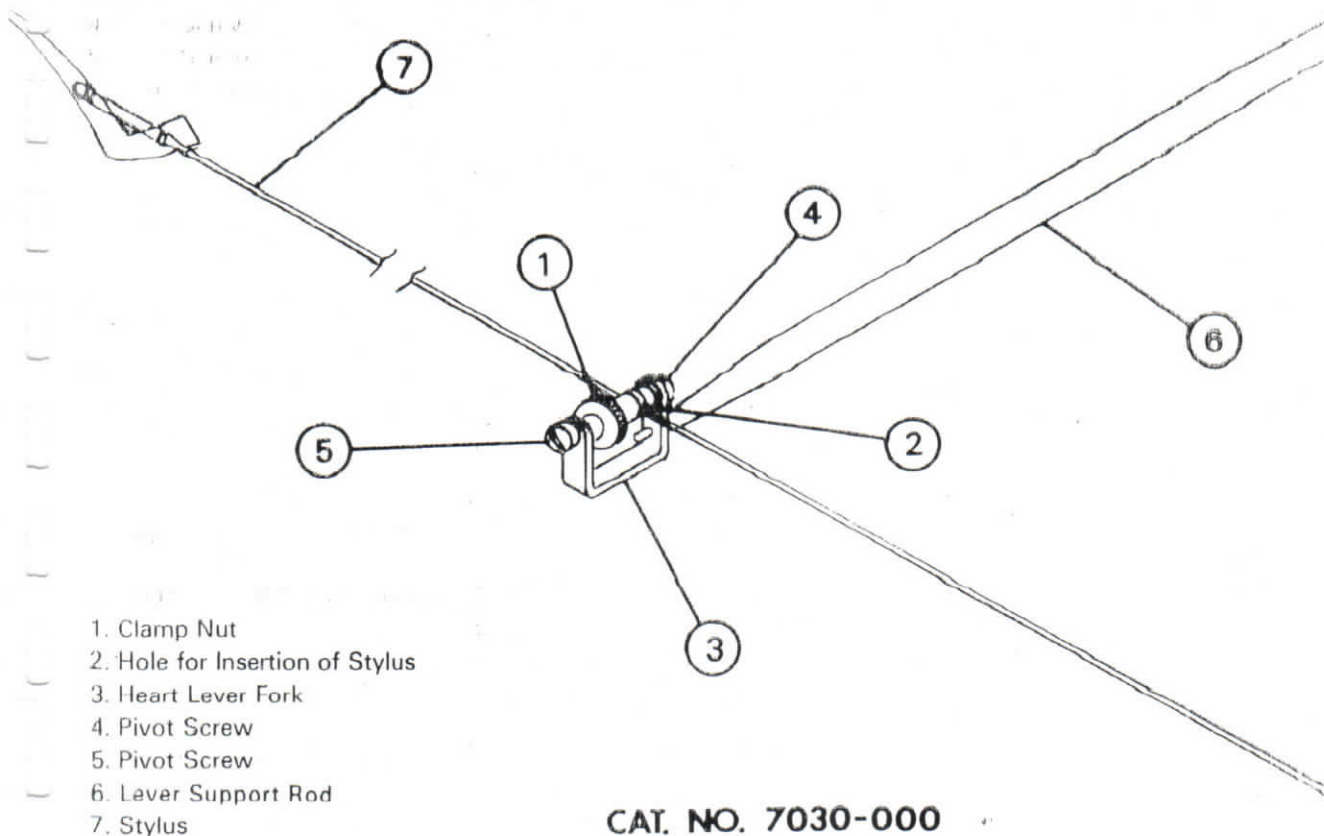 7
4
1
6
5
2
3
1. Clamp Nut
2. Hole for Insertion of Stylus
3. Heart Lever Fork
4. Pivot Screw
5. Pivot Screw
6. Lever Support Rod
7. Stylus
CAT. NO. 7030-000